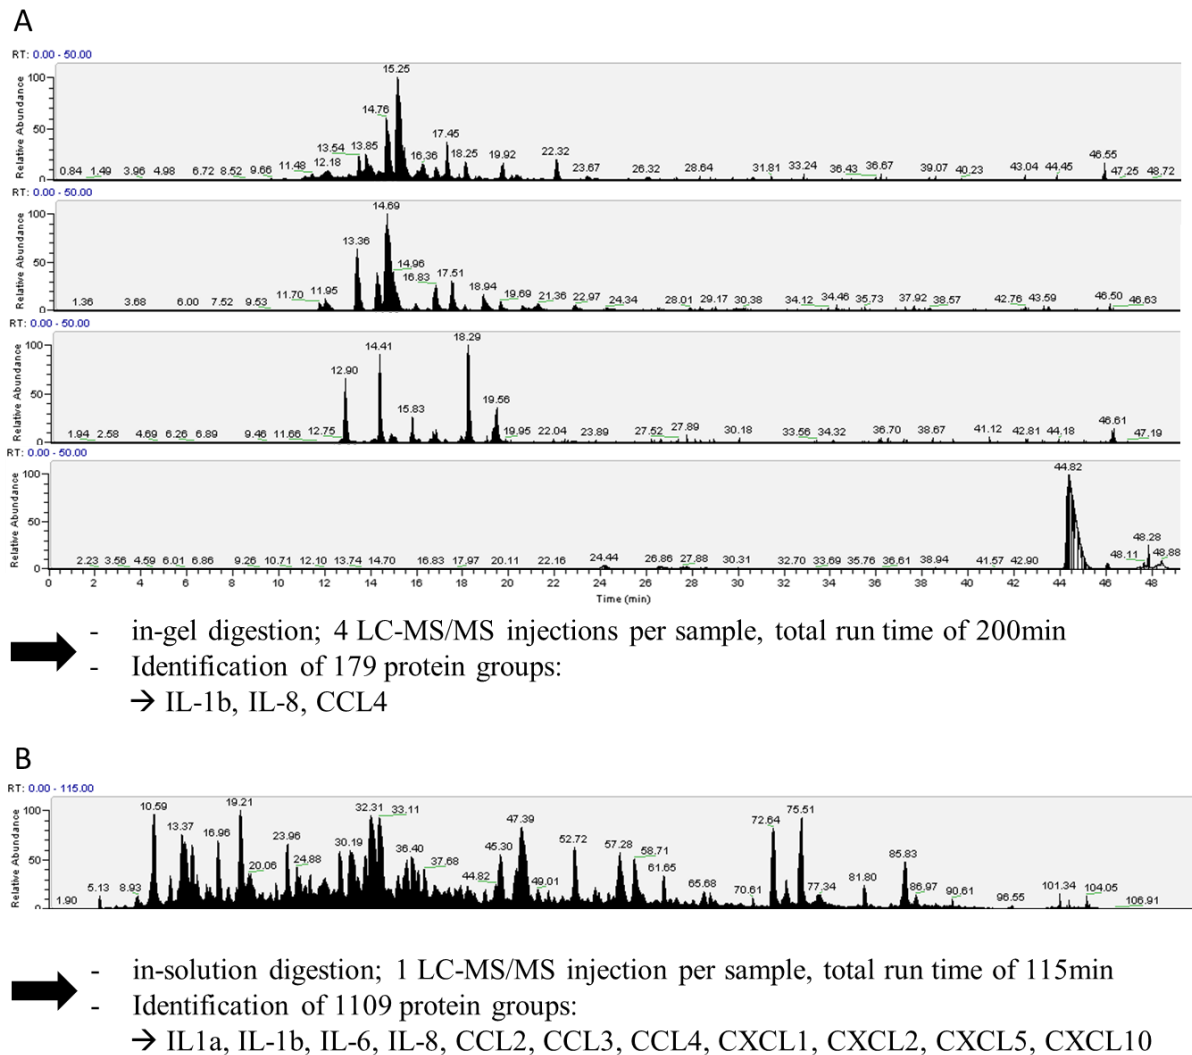 A
RT: 0.00 - 50.00
Relative Abundance
100
50
0
15.25
14.76
13.54 13.85 17.45
11.48 12.18 16.36 18.25 19.92 22.32
0.84 1.49 3.96 4.98 6.72 8.52 9.66 23.67 26.32 28.64 31.81 33.24 36.43 36.67 39.07 40.23 43.04 44.45 46.55 47.25 48.72
RT: 0.00 - 50.00
Relative Abundance
100
50
0
14.69
13.36
14.96
16.83 17.51
11.70 11.95 18.94 19.69 21.36 22.97 24.34
1.36 3.68 6.00 7.52 9.53 28.01 29.17 30.38 34.12 34.46 35.73 37.92 38.57 42.76 43.59 46.50 46.63
RT: 0.00 - 50.00
Relative Abundance
100
50
0
18.29
14.41
12.90
15.83 19.56
1.94 2.58 4.69 6.26 6.89 9.46 11.66 12.75 19.95 22.04 23.89 27.52 27.89 30.18 33.56 34.32 36.70 38.67 41.12 42.81 44.18 46.61 47.19
RT: 0.00 - 50.00
Relative Abundance
100
50
0
44.82
48.28
2.23 3.56 4.59 6.01 6.86 9.26 10.71 12.10 13.74 14.70 16.83 17.97 20.11 22.16 24.44 26.86 27.88 30.31 32.70 33.69 35.76 36.61 38.94 41.57 42.90 48.11 48.88
0 2 4 6 8 10 12 14 16 18 20 22 24 26 28 30 32 34 36 38 40 42 44 46 48
Time (min)
- in-gel digestion; 4 LC-MS/MS injections per sample, total run time of 200min
- Identification of 179 protein groups:
→ IL-1b, IL-8, CCL4
B
RT: 0.00 - 115.00
Relative Abundance
100
50
0
10.59 19.21 32.31 33.11 75.51
13.37 16.96 23.96 30.19 36.40 47.39 72.64
20.06 24.88 37.68 45.30 52.72 57.28 58.71
44.82 49.01 61.65 65.68 81.80 85.83
1.90 5.13 8.93 70.61 77.34 86.97 90.61 96.55 101.34 104.05 106.91
- in-solution digestion; 1 LC-MS/MS injection per sample, total run time of 115min
- Identification of 1109 protein groups:
→ IL1a, IL-1b, IL-6, IL-8, CCL2, CCL3, CCL4, CXCL1, CXCL2, CXCL5, CXCL10